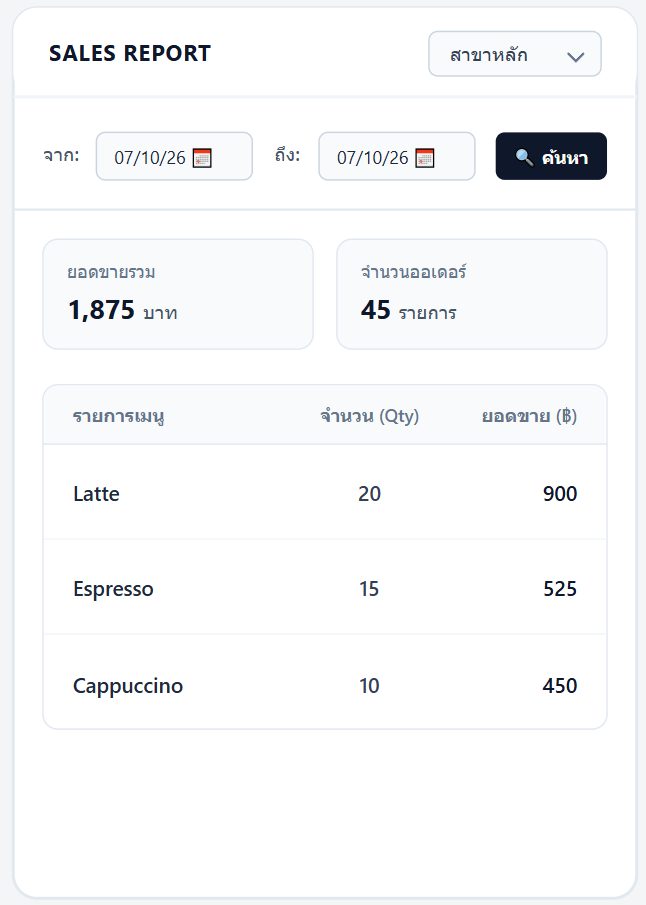 SALES REPORT สาขาหลัก
จาก: 07/10/26 ถึง: 07/10/26 ค้นหา
ยอดขายรวม จำนวนออเดอร์
1,875 บาท 45 รายการ
รายการเมนู จำนวน (Qty) ยอดขาย (฿)
Latte 20 900
Espresso 15 525
Cappuccino 10 450